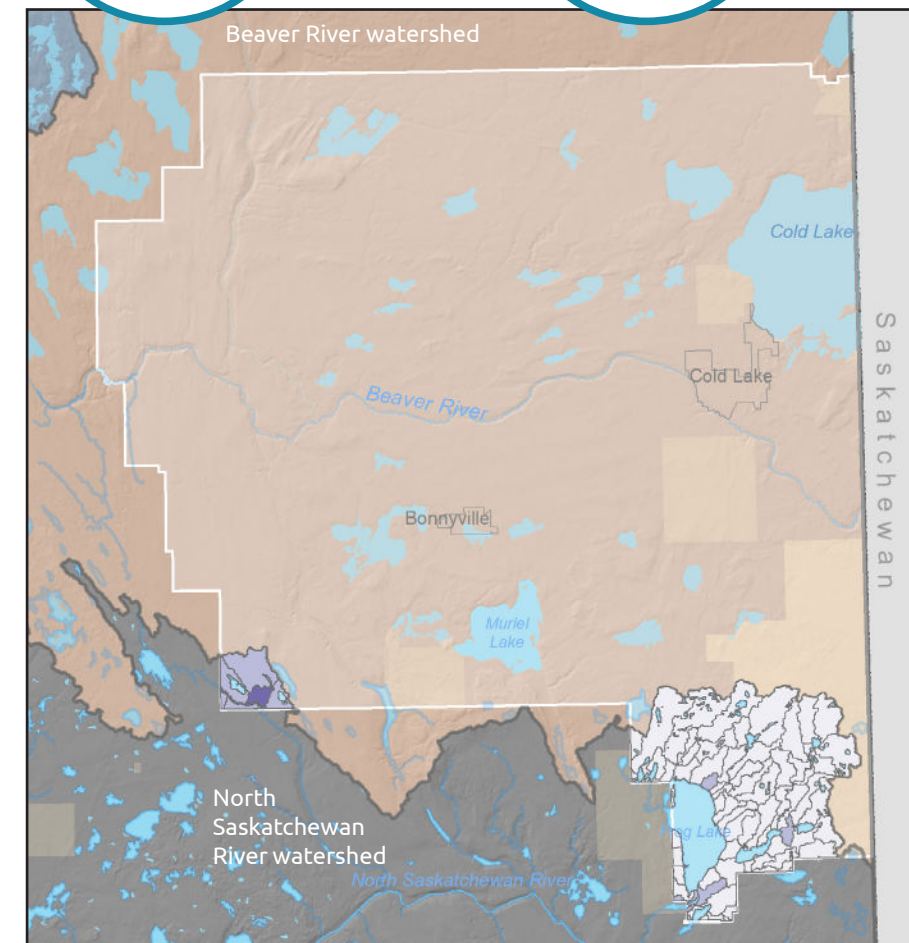 Beaver River watershed
Cold Lake
Saskatchewan
Cold Lake
Beaver River
Bonnyville
Muriel
Lake
North
Saskatchewan
River watershed
Frog Lake
North Saskatchewan River